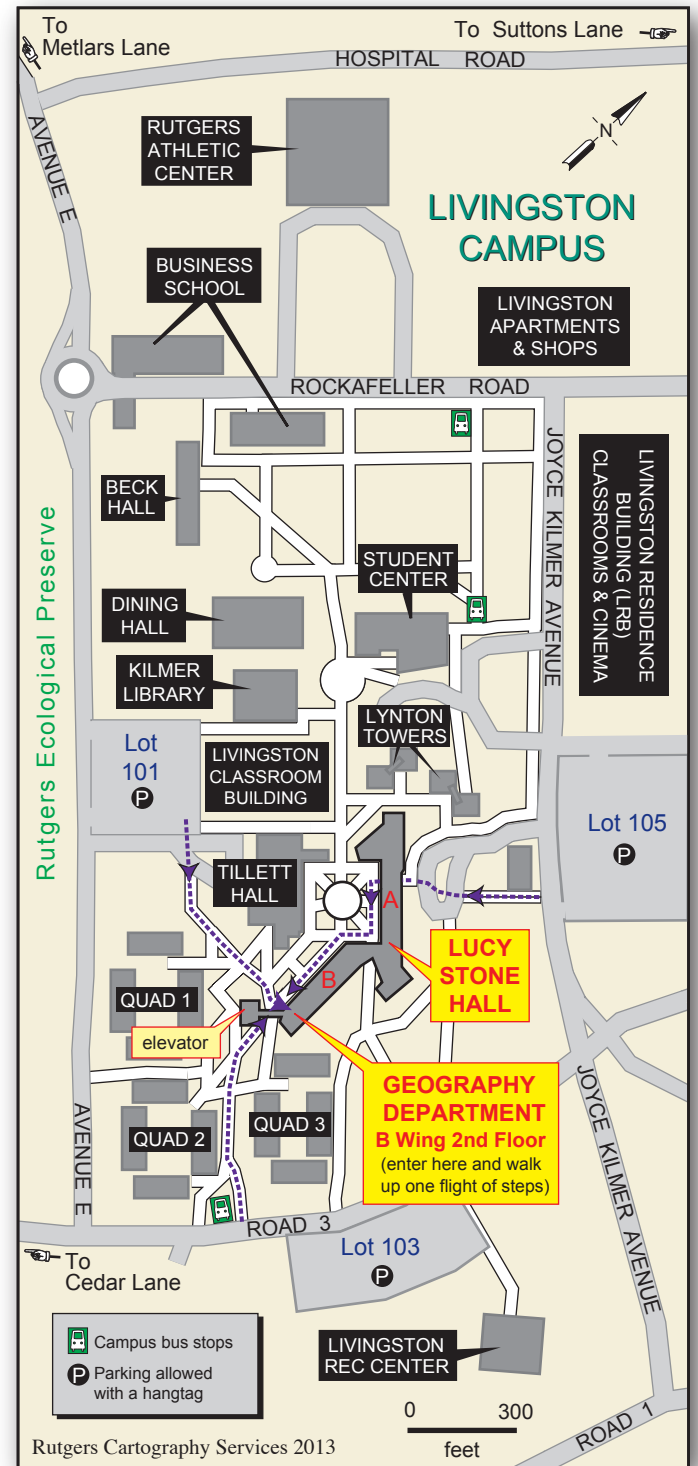 To
Metlars Lane
To Suttons Lane
HOSPITAL ROAD
AVENUE E
RUTGERS
ATHLETIC
CENTER
N
LIVINGSTON
CAMPUS
BUSINESS
SCHOOL
LIVINGSTON
APARTMENTS
& SHOPS
ROCKAFELLER ROAD
JOYCE KILMER AVENUE
LIVINGSTON RESIDENCE
BUILDING (LRB)
CLASSROOMS & CINEMA
BECK
HALL
STUDENT
CENTER
DINING
HALL
KILMER
LIBRARY
Rutgers Ecological Preserve
LYNTON
TOWERS
Lot
101
P
LIVINGSTON
CLASSROOM
BUILDING
Lot 105
P
TILLETT
HALL
A
LUCY
STONE
HALL
B
QUAD 1
elevator
GEOGRAPHY
DEPARTMENT
B Wing 2nd Floor
(enter here and walk
up one flight of steps)
QUAD 2
QUAD 3
AVENUE E
JOYCE KILMER AVENUE
ROAD 3
Lot 103
P
To
Cedar Lane
Campus bus stops
P Parking allowed
with a hangtag
LIVINGSTON
REC CENTER
0 300
feet
ROAD 1
Rutgers Cartography Services 2013